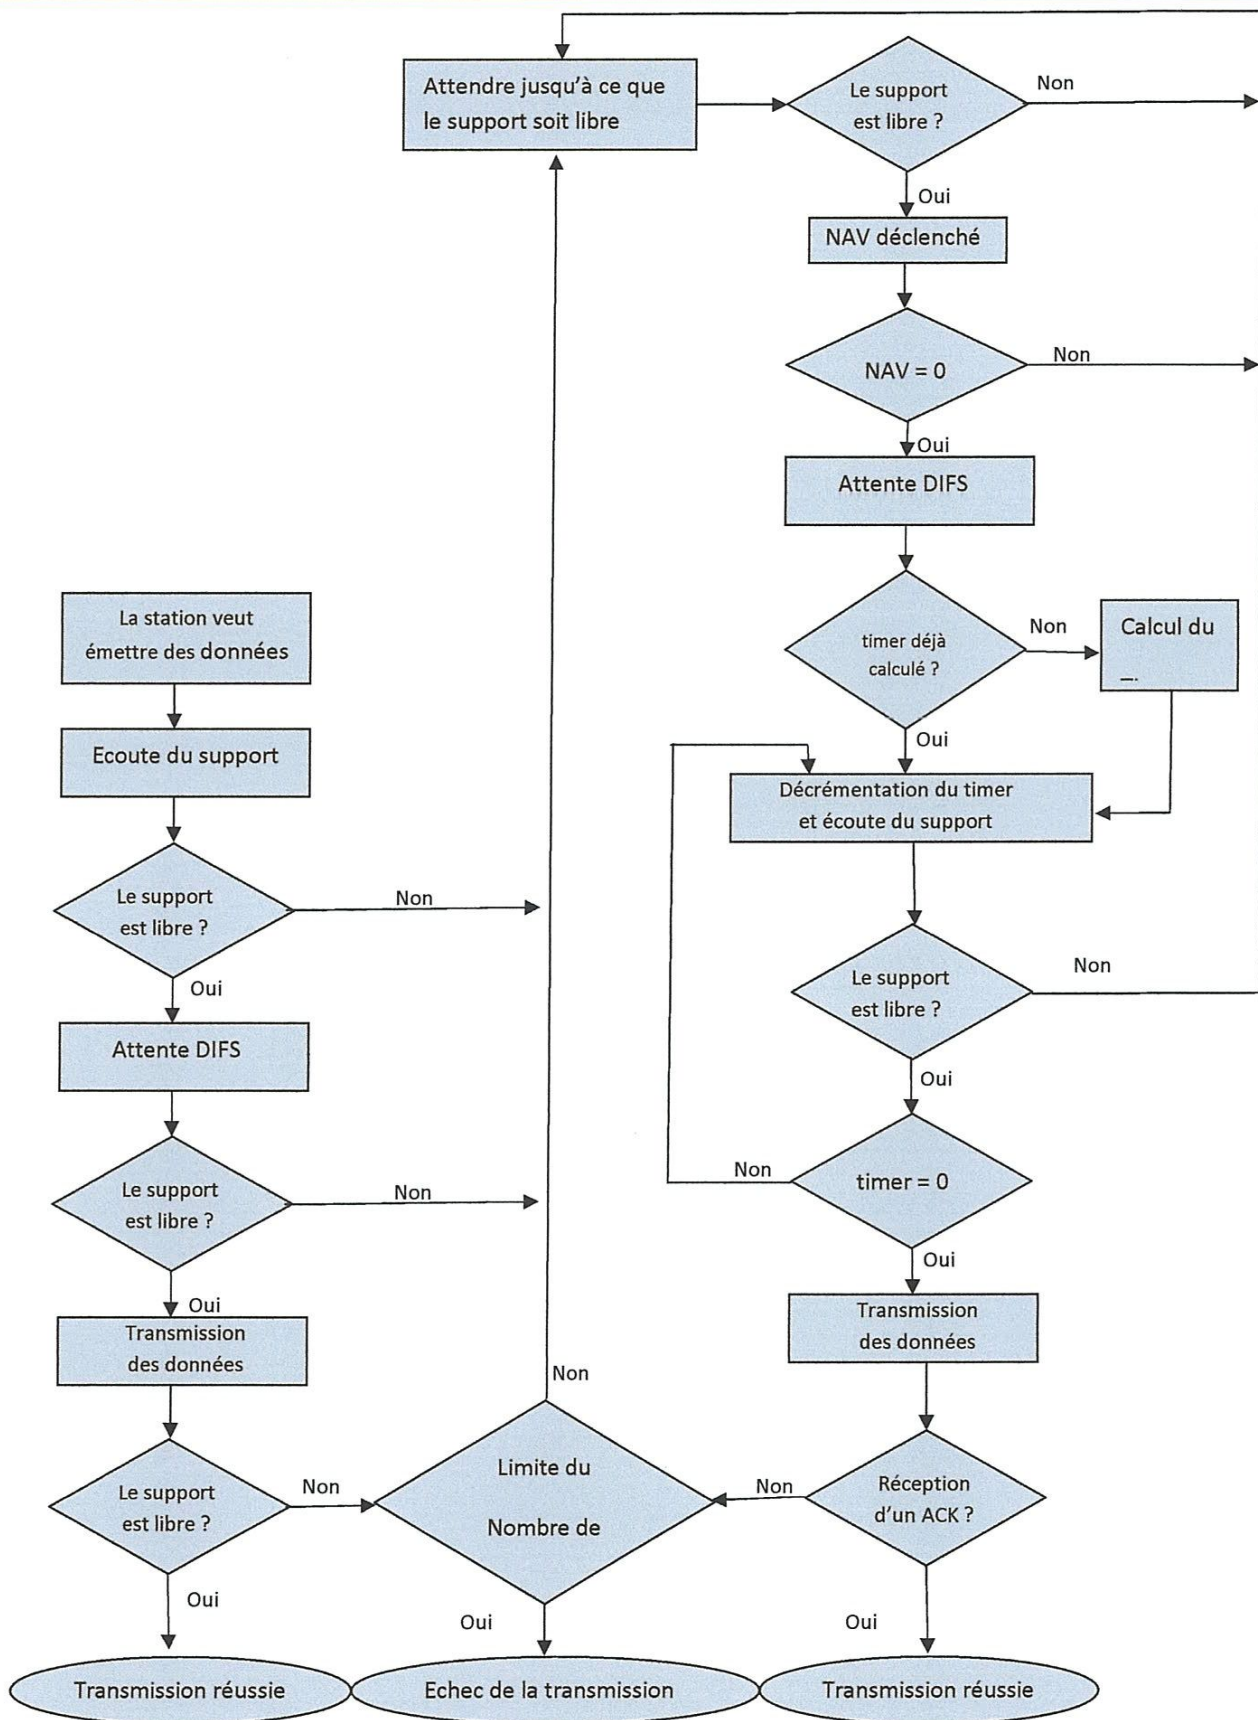 Attendre jusqu'à ce que
le support soit libre
Le support
est libre ?
Non
Oui
NAV déclenché
NAV = 0
Non
Oui
Attente DIFS
timer déjà
calculé ?
Non
Calcul du
Oui
Décrémentation du timer
et écoute du support
Le support
est libre ?
Non
Oui
timer = 0
Non
Oui
Transmission
des données
Réception
d'un ACK ?
Non
Oui
Transmission réussie
La station veut
émettre des données
Ecoute du support
Le support
est libre ?
Non
Oui
Attente DIFS
Le support
est libre ?
Non
Oui
Transmission
des données
Le support
est libre ?
Non
Oui
Transmission réussie
Non
Limite du
Nombre de
Oui
Echec de la transmission